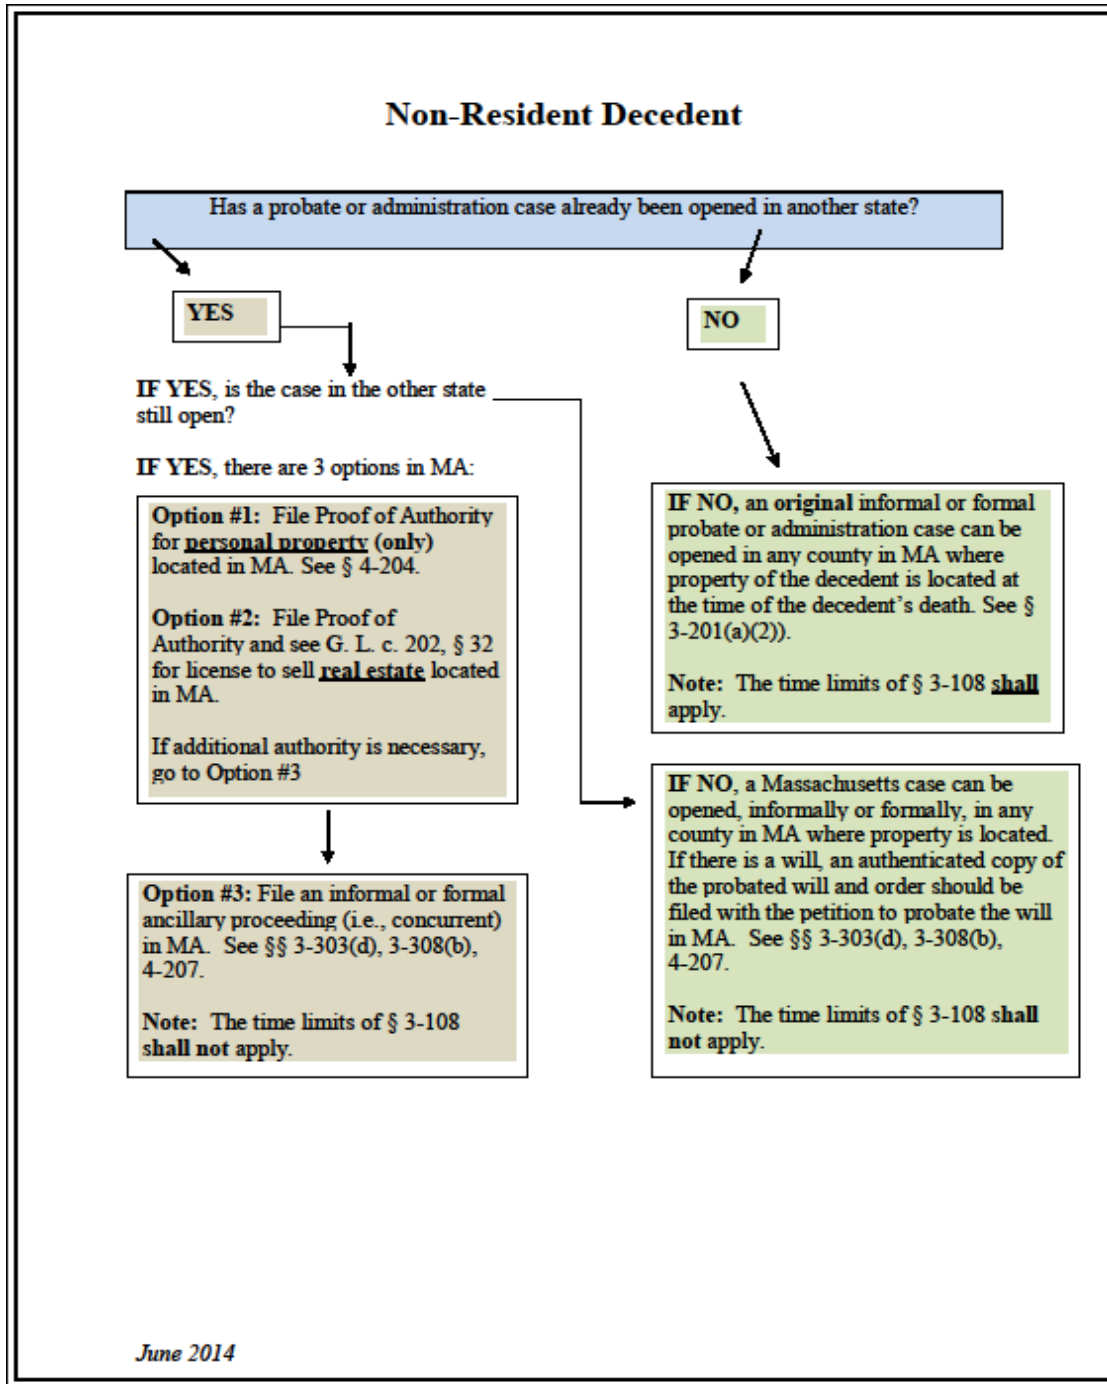 Non-Resident Decedent
Has a probate or administration case already been opened in another state?
YES
NO
IF YES, is the case in the other state
still open?
IF YES, there are 3 options in MA:
Option #1: File Proof of Authority
for personal property (only)
located in MA. See § 4-204.
Option #2: File Proof of
Authority and see G. L. c. 202, § 32
for license to sell real estate located
in MA.
If additional authority is necessary,
go to Option #3
Option #3: File an informal or formal
ancillary proceeding (i.e., concurrent)
in MA. See §§ 3-303(d), 3-308(b),
4-207.
Note: The time limits of § 3-108
shall not apply.
IF NO, an original informal or formal
probate or administration case can be
opened in any county in MA where
property of the decedent is located at
the time of the decedent’s death. See §
3-201(a)(2)).
Note: The time limits of § 3-108 shall
apply.
IF NO, a Massachusetts case can be
opened, informally or formally, in any
county in MA where property is located.
If there is a will, an authenticated copy of
the probated will and order should be
filed with the petition to probate the will
in MA. See §§ 3-303(d), 3-308(b),
4-207.
Note: The time limits of § 3-108 shall
not apply.
June 2014